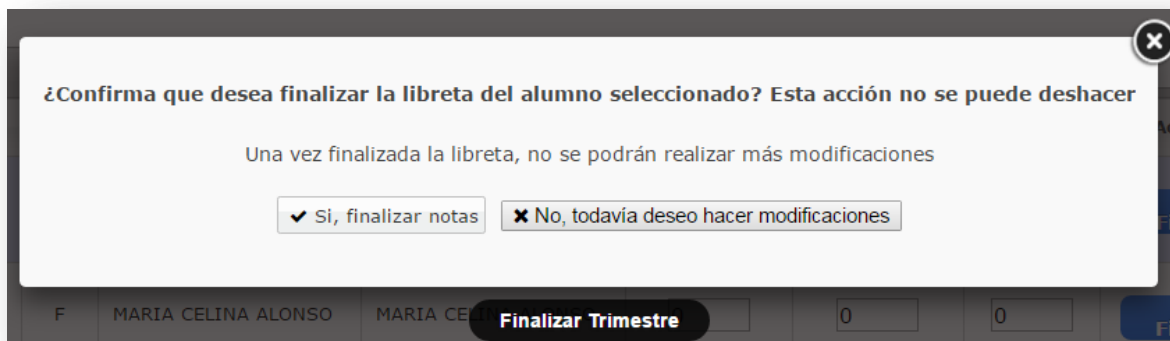 ¿Confirma que desea finalizar la libreta del alumno seleccionado? Esta acción no se puede deshacer
Una vez finalizada la libreta, no se podrán realizar más modificaciones
✔ Si, finalizar notas ✖ No, todavía deseo hacer modificaciones
F MARIA CELINA ALONSO MARIA 0 0
Finalizar Trimestre